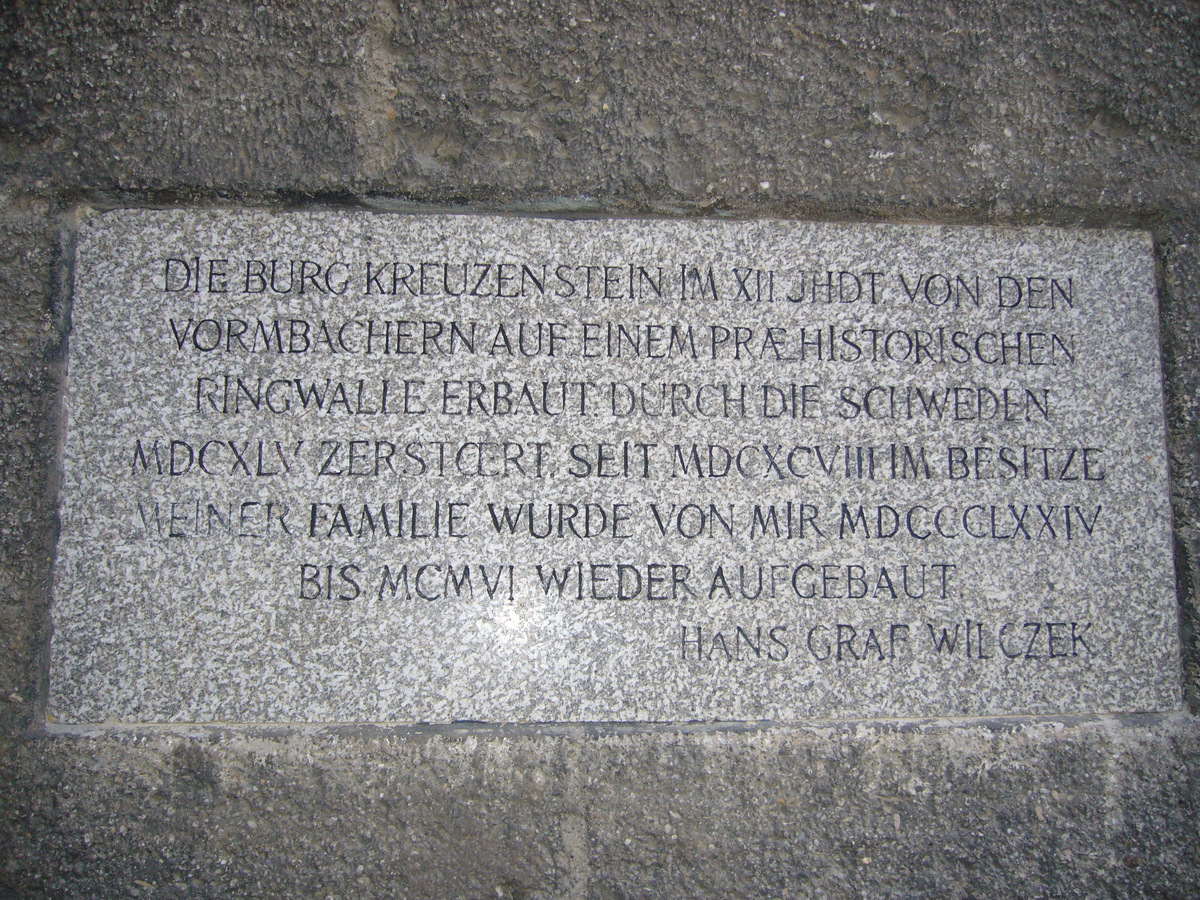 DIE BURG KREUZENSTEIN IM XII JHDT. VON DEN
VORMBACHERN AUF EINEM PRÆHISTORISCHEN
RINGWALLE ERBAUT. DURCH DIE SCHWEDEN
MDCXLV ZERSTŒRT. SEIT MDCXCVIII IM BESITZE
MEINER FAMILIE WURDE VON MIR MDCCCLXXIV
BIS MCMVI WIEDER AUFGEBAUT.
HANS GRAF WILCZEK